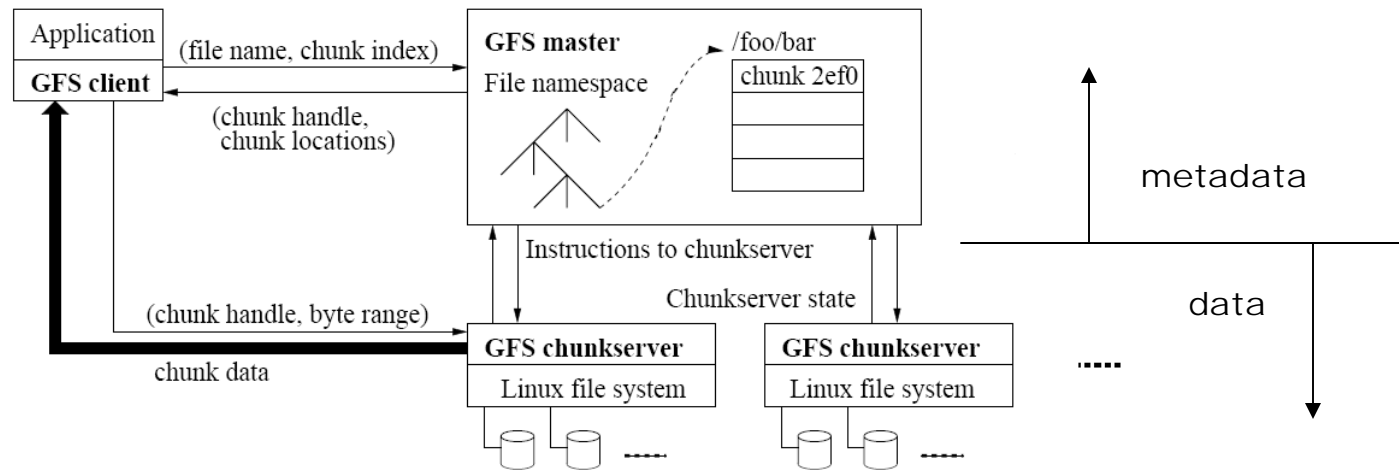 Application
GFS client
(file name, chunk index)
(chunk handle,
chunk locations)
GFS master
File namespace
/foo/bar
chunk 2ef0
metadata
data
Instructions to chunkserver
Chunkserver state
(chunk handle, byte range)
chunk data
GFS chunkserver
Linux file system
GFS chunkserver
Linux file system